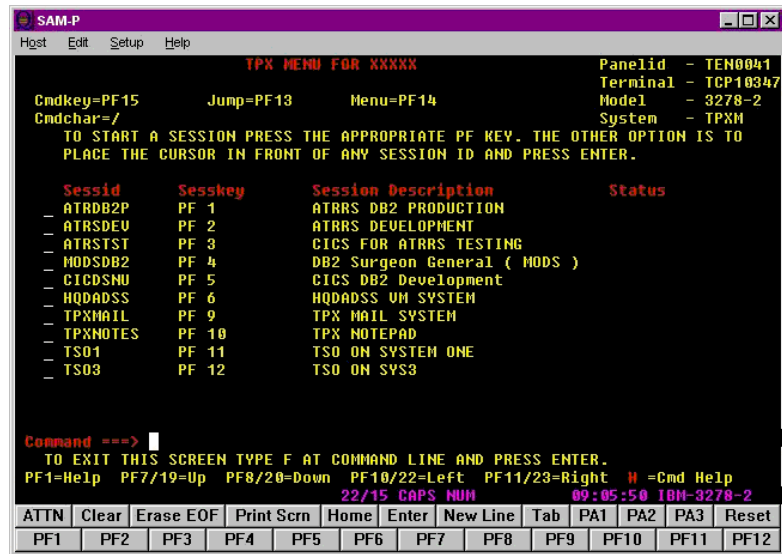 SAM-P
Host Edit Setup Help
TPX MENU FOR XXXXX Panelid - TEN0041
Terminal - TCP10347
Cmdkey=PF15 Jump=PF13 Menu=PF14 Model - 3278-2
Cmdchar=/ System - TPXM
TO START A SESSION PRESS THE APPROPRIATE PF KEY. THE OTHER OPTION IS TO
PLACE THE CURSOR IN FRONT OF ANY SESSION ID AND PRESS ENTER.
Sessid Sesskey Session Description Status
_ ATRDB2P PF 1 ATRRS DB2 PRODUCTION
_ ATRSDEV PF 2 ATRRS DEVELOPMENT
_ ATRSTST PF 3 CICS FOR ATRRS TESTING
_ MODSDB2 PF 4 DB2 Surgeon General ( MODS )
_ CICDSNU PF 5 CICS DB2 Development
_ HQDADSS PF 6 HQDADSS VM SYSTEM
_ TPXMAIL PF 9 TPX MAIL SYSTEM
_ TPXNOTES PF 10 TPX NOTEPAD
_ TSO1 PF 11 TSO ON SYSTEM ONE
_ TSO3 PF 12 TSO ON SYS3
Command ===>
TO EXIT THIS SCREEN TYPE F AT COMMAND LINE AND PRESS ENTER.
PF1=Help PF7/19=Up PF8/20=Down PF10/22=Left PF11/23=Right H =Cmd Help
22/15 CAPS NUM 09:05:50 IBM-3278-2
ATTN Clear Erase EOF Print Scrn Home Enter New Line Tab PA1 PA2 PA3 Reset
PF1 PF2 PF3 PF4 PF5 PF6 PF7 PF8 PF9 PF10 PF11 PF12